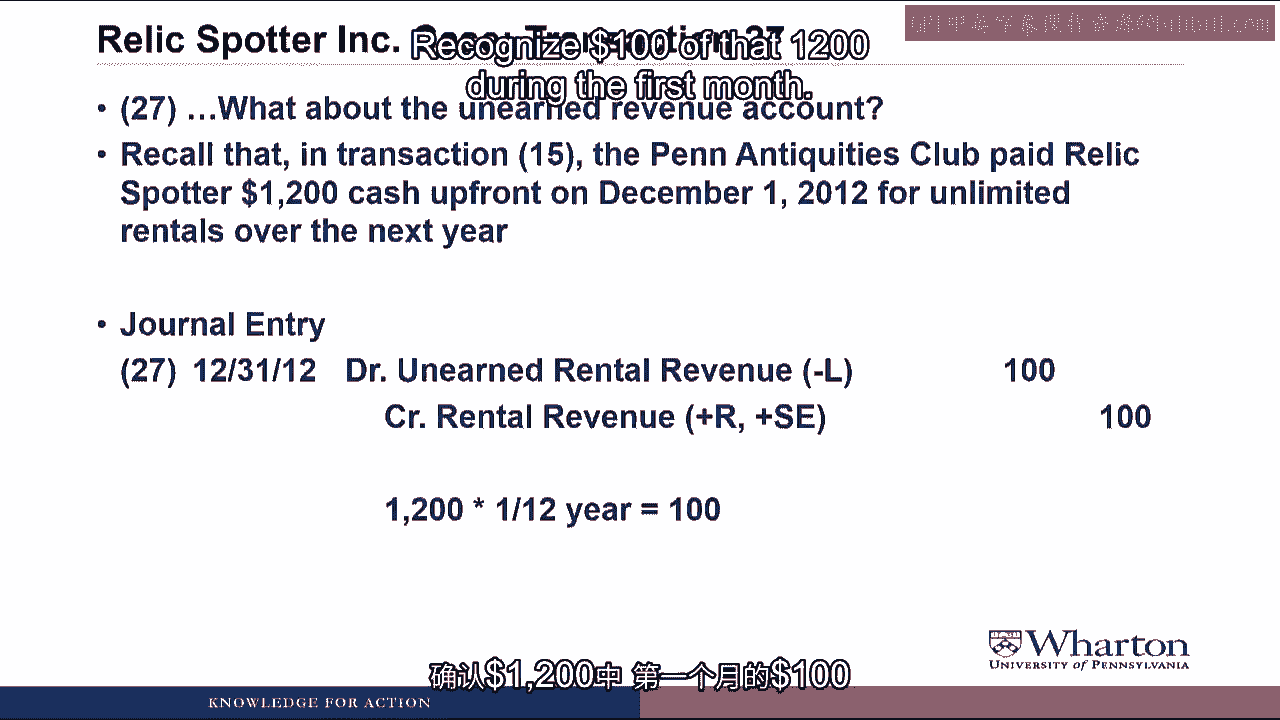 Relic Spotter Inc. Case: Transaction 27
Recognize $100 of that 1200
during the first month.
• (27) …What about the unearned revenue account?
• Recall that, in transaction (15), the Penn Antiquities Club paid Relic
Spotter $1,200 cash upfront on December 1, 2012 for unlimited
rentals over the next year
• Journal Entry
(27) 12/31/12 Dr. Unearned Rental Revenue (-L) 100
Cr. Rental Revenue (+R, +SE) 100
1,200 * 1/12 year = 100
Wharton
UNIVERSITY of PENNSYLVANIA
确认$1,200中 第一个月的$100
KNOWLEDGE FOR ACTION